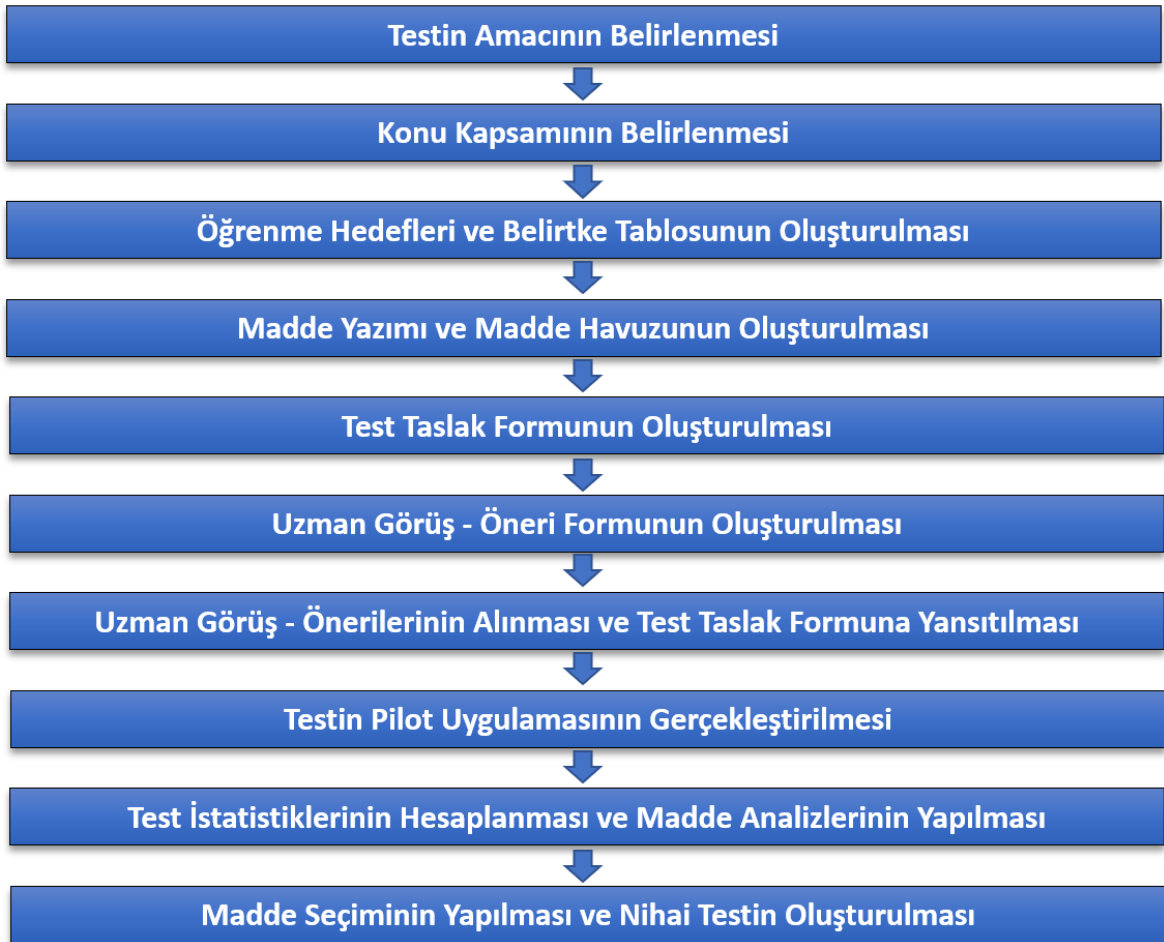 Testin Amacının Belirlenmesi
Konu Kapsamının Belirlenmesi
Öğrenme Hedefleri ve Belirtke Tablosunun Oluşturulması
Madde Yazımı ve Madde Havuzunun Oluşturulması
Test Taslak Formunun Oluşturulması
Uzman Görüş - Öneri Formunun Oluşturulması
Uzman Görüş - Önerilerinin Alınması ve Test Taslak Formuna Yansıtılması
Testin Pilot Uygulamasının Gerçekleştirilmesi
Test İstatistiklerinin Hesaplanması ve Madde Analizlerinin Yapılması
Madde Seçiminin Yapılması ve Nihai Testin Oluşturulması